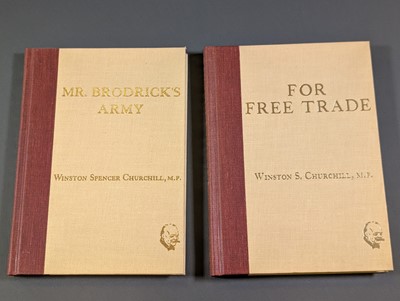 MR. BRODRICK'S
ARMY
WINSTON SPENCER CHURCHILL, M.P.
FOR
FREE TRADE
WINSTON S. CHURCHILL, M.P.